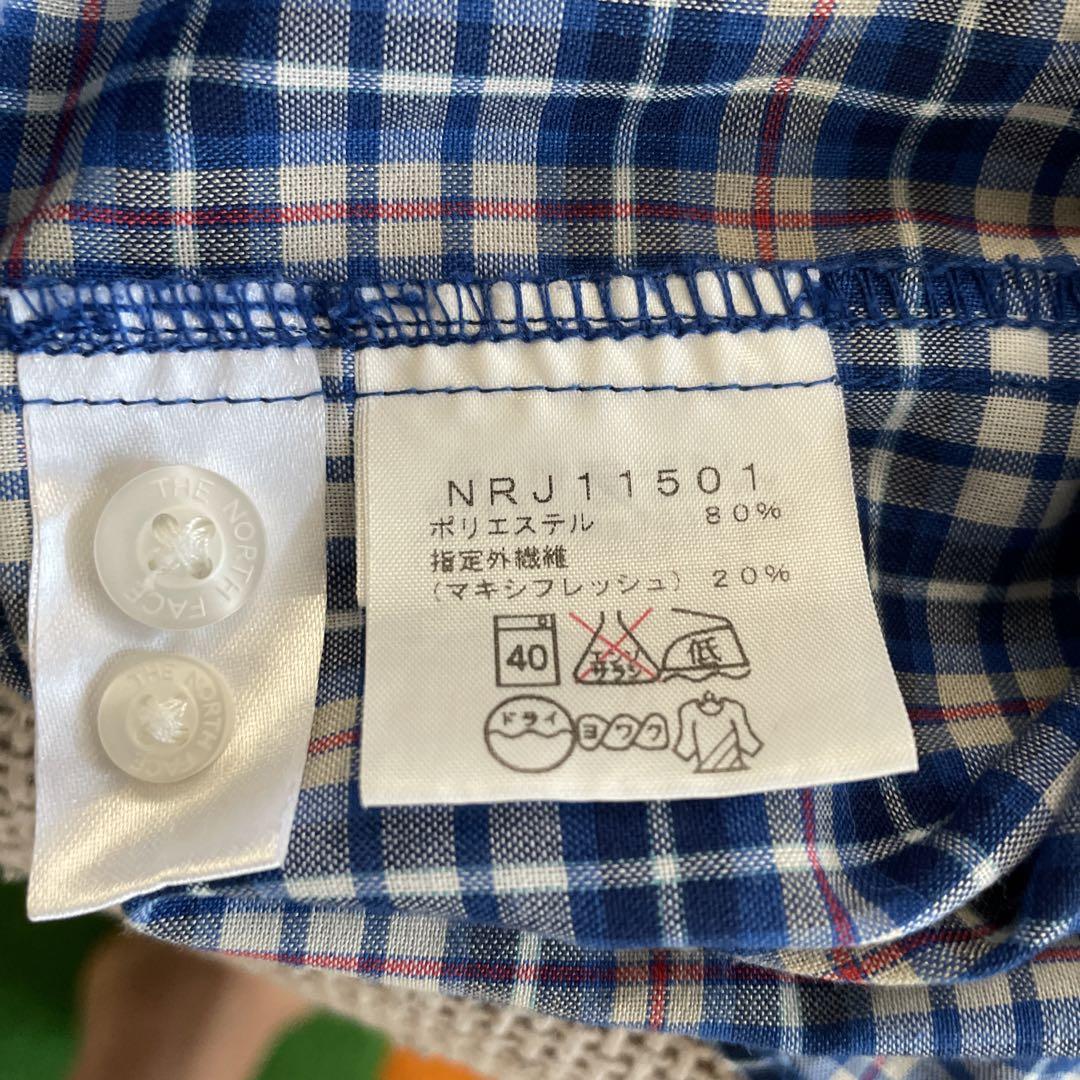 THE NORTH FACE
THE NORTH FACE
NRJ11501
ポリエステル 80%
指定外繊維
(マキシフレッシュ) 20%
40
エンソ
サラシ
低
ドライ
ヨワク